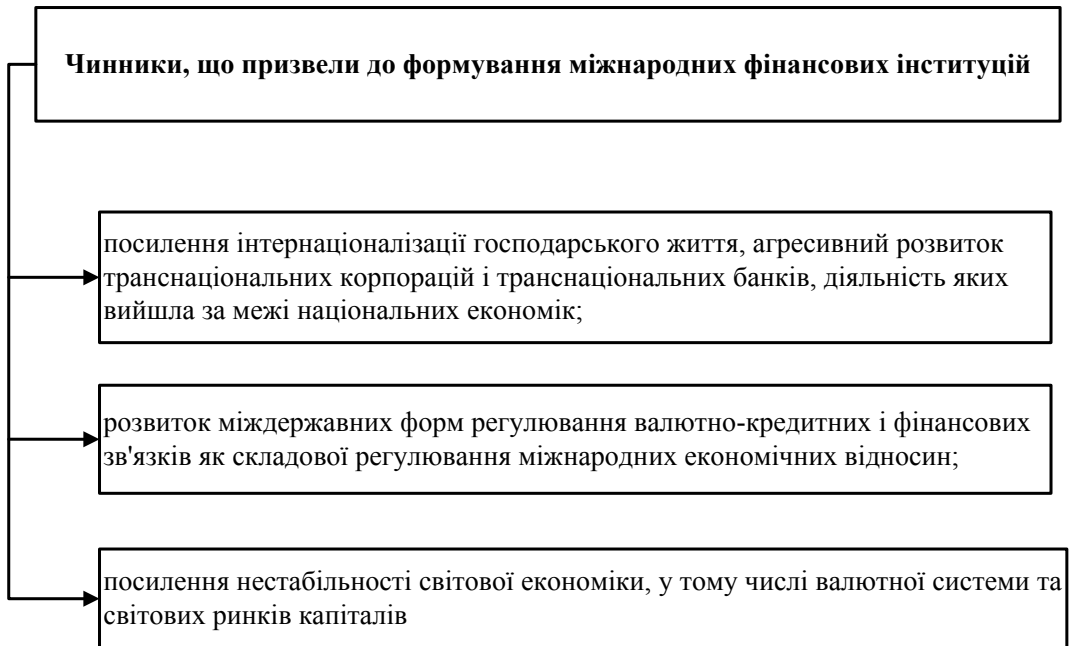 Чинники, що призвели до формування міжнародних фінансових інституцій
посилення інтернаціоналізації господарського життя, агресивний розвиток
транснаціональних корпорацій і транснаціональних банків, діяльність яких
вийшла за межі національних економік;
розвиток міждержавних форм регулювання валютно-кредитних і фінансових
зв'язків як складової регулювання міжнародних економічних відносин;
посилення нестабільності світової економіки, у тому числі валютної системи та
світових ринків капіталів